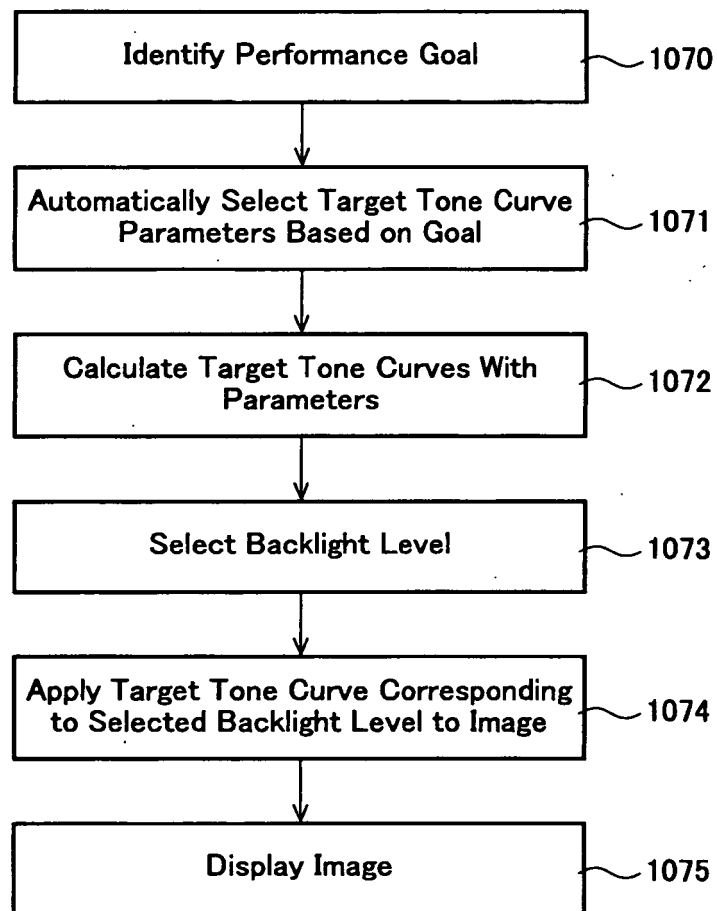 Identify Performance Goal
1070
Automatically Select Target Tone Curve
Parameters Based on Goal
1071
Calculate Target Tone Curves With
Parameters
1072
Select Backlight Level
1073
Apply Target Tone Curve Corresponding
to Selected Backlight Level to Image
1074
Display Image
1075